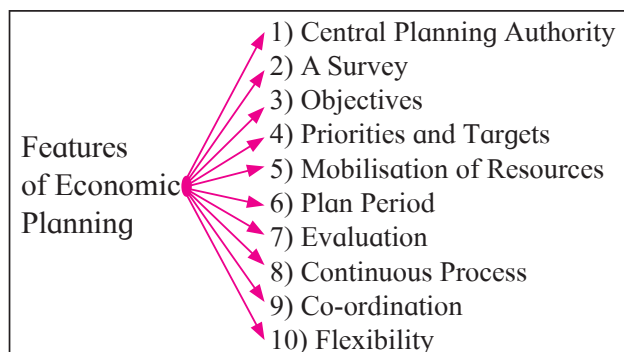 Features
of Economic
Planning
1) Central Planning Authority
2) A Survey
3) Objectives
4) Priorities and Targets
5) Mobilisation of Resources
6) Plan Period
7) Evaluation
8) Continuous Process
9) Co-ordination
10) Flexibility